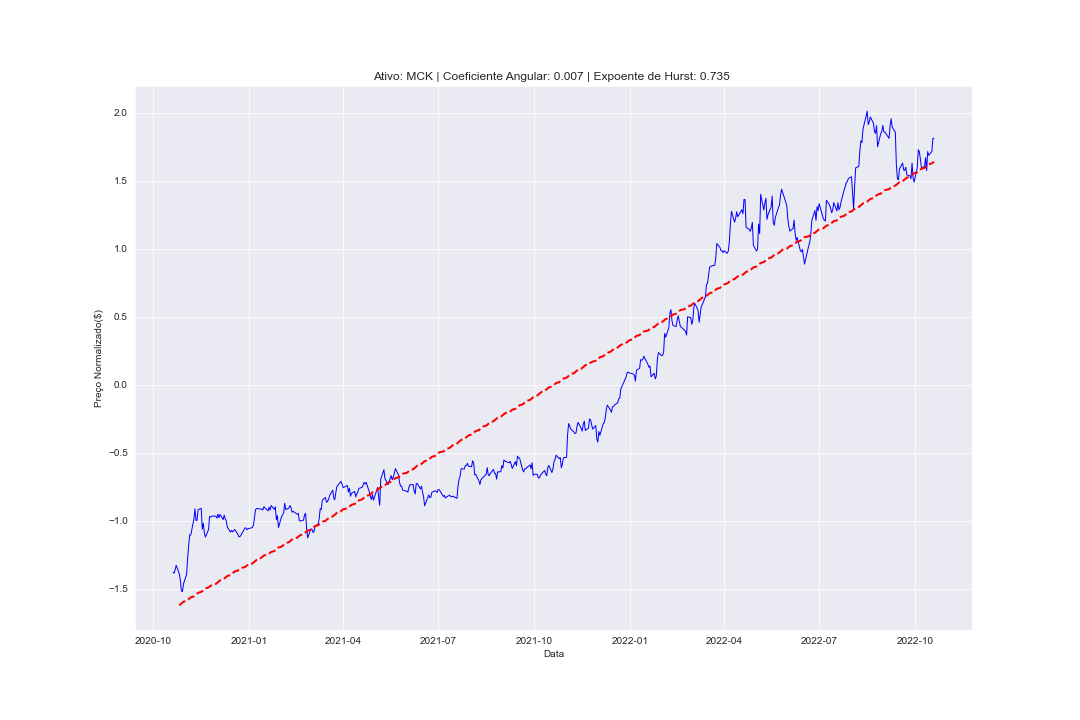 Ativo: MCK | Coeficiente Angular: 0.007 | Expoente de Hurst: 0.735
Preço Normalizado($)
2.0
1.5
1.0
0.5
0.0
−0.5
−1.0
−1.5
2020-10 2021-01 2021-04 2021-07 2021-10 2022-01 2022-04 2022-07 2022-10
Data